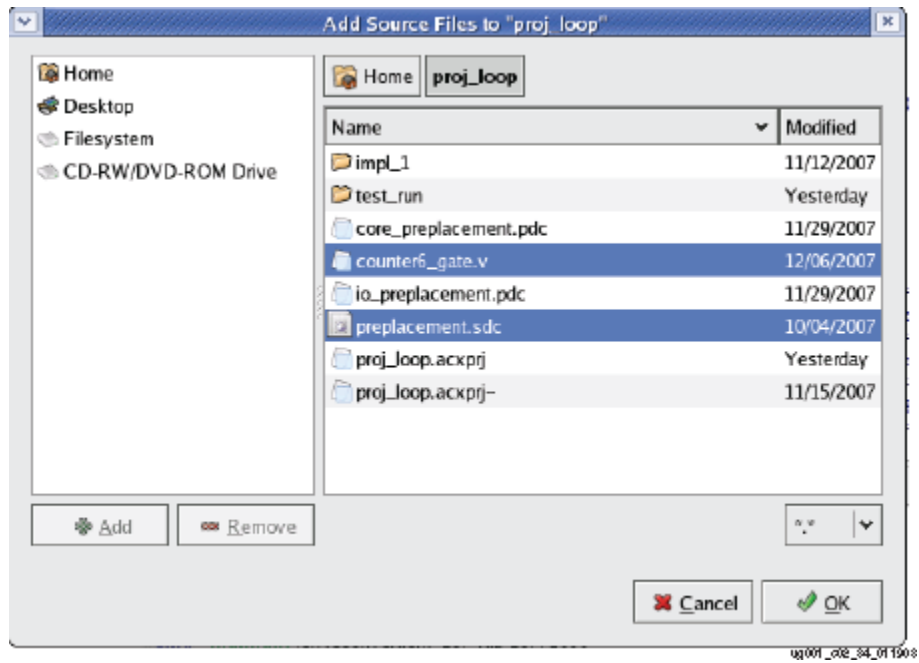 Add Source Files to "proj_loop"
Home
Desktop
Filesystem
CD-RW/DVD-ROM Drive
Home proj_loop
Name Modified
impl_1 11/12/2007
test_run Yesterday
core_preplacement.pdc 11/29/2007
counter6_gate.v 12/06/2007
io_preplacement.pdc 11/29/2007
preplacement.sdc 10/04/2007
proj_loop.acxprj Yesterday
proj_loop.acxprj~ 11/15/2007
Add Remove *.*
Cancel OK
ug001_c02_34_011908